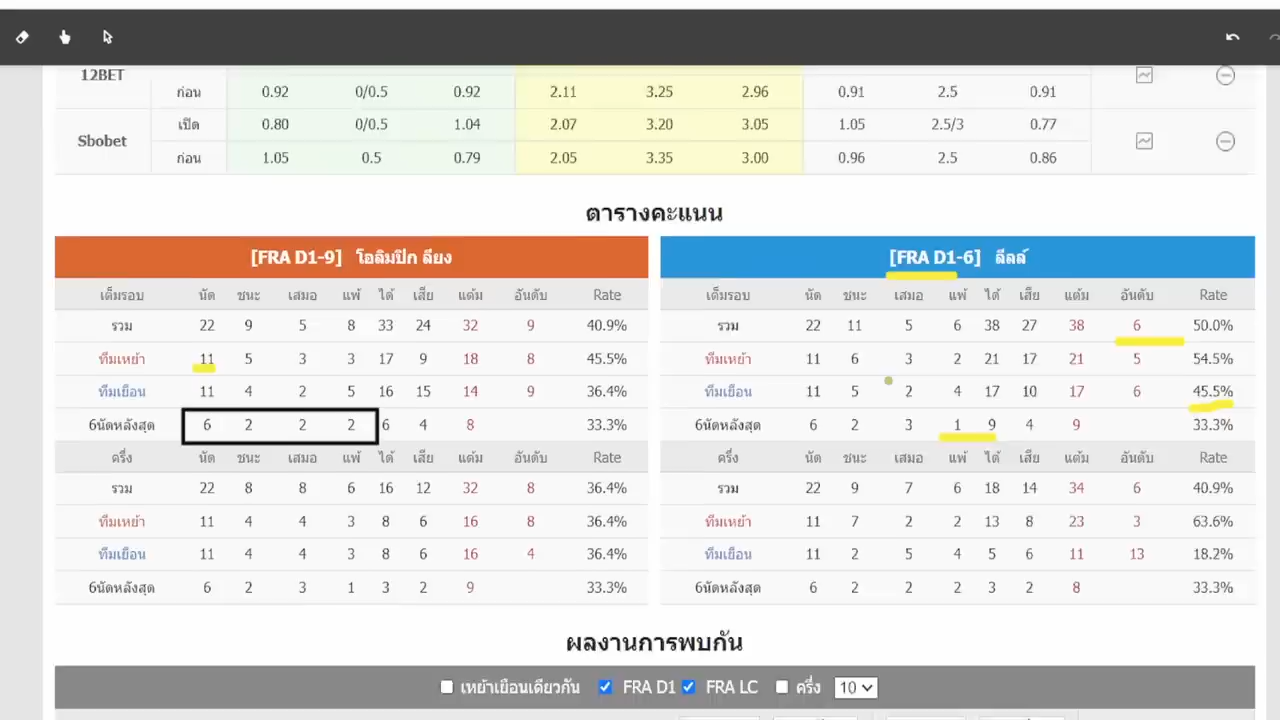 12BET
ก่อน 0.92 0/0.5 0.92 2.11 3.25 2.96 0.91 2.5 0.91
Sbobet
เปิด 0.80 0/0.5 1.04 2.07 3.20 3.05 1.05 2.5/3 0.77
ก่อน 1.05 0.5 0.79 2.05 3.35 3.00 0.96 2.5 0.86
ตารางคะแนน
[FRA D1-9] โอลิมปิก ลียง
เต็มรอบ นัด ชนะ เสมอ แพ้ ได้ เสีย แต้ม อันดับ Rate
รวม 22 9 5 8 33 24 32 9 40.9%
ทีมเหย้า 11 5 3 3 17 9 18 8 45.5%
ทีมเยือน 11 4 2 5 16 15 14 9 36.4%
6นัดหลังสุด 6 2 2 2 6 4 8 33.3%
ครึ่ง นัด ชนะ เสมอ แพ้ ได้ เสีย แต้ม อันดับ Rate
รวม 22 8 8 6 16 12 32 8 36.4%
ทีมเหย้า 11 4 4 3 8 6 16 8 36.4%
ทีมเยือน 11 4 4 3 8 6 16 4 36.4%
6นัดหลังสุด 6 2 3 1 3 2 9 33.3%
[FRA D1-6] ลีลล์
เต็มรอบ นัด ชนะ เสมอ แพ้ ได้ เสีย แต้ม อันดับ Rate
รวม 22 11 5 6 38 27 38 6 50.0%
ทีมเหย้า 11 6 3 2 21 17 21 5 54.5%
ทีมเยือน 11 5 2 4 17 10 17 6 45.5%
6นัดหลังสุด 6 2 3 1 9 4 9 33.3%
ครึ่ง นัด ชนะ เสมอ แพ้ ได้ เสีย แต้ม อันดับ Rate
รวม 22 9 7 6 18 14 34 6 40.9%
ทีมเหย้า 11 7 2 2 13 8 23 3 63.6%
ทีมเยือน 11 2 5 4 5 6 11 13 18.2%
6นัดหลังสุด 6 2 2 2 3 2 8 33.3%
ผลงานการพบกัน
เหย้าเยือนเดียวกัน FRA D1 FRA LC ครึ่ง 10